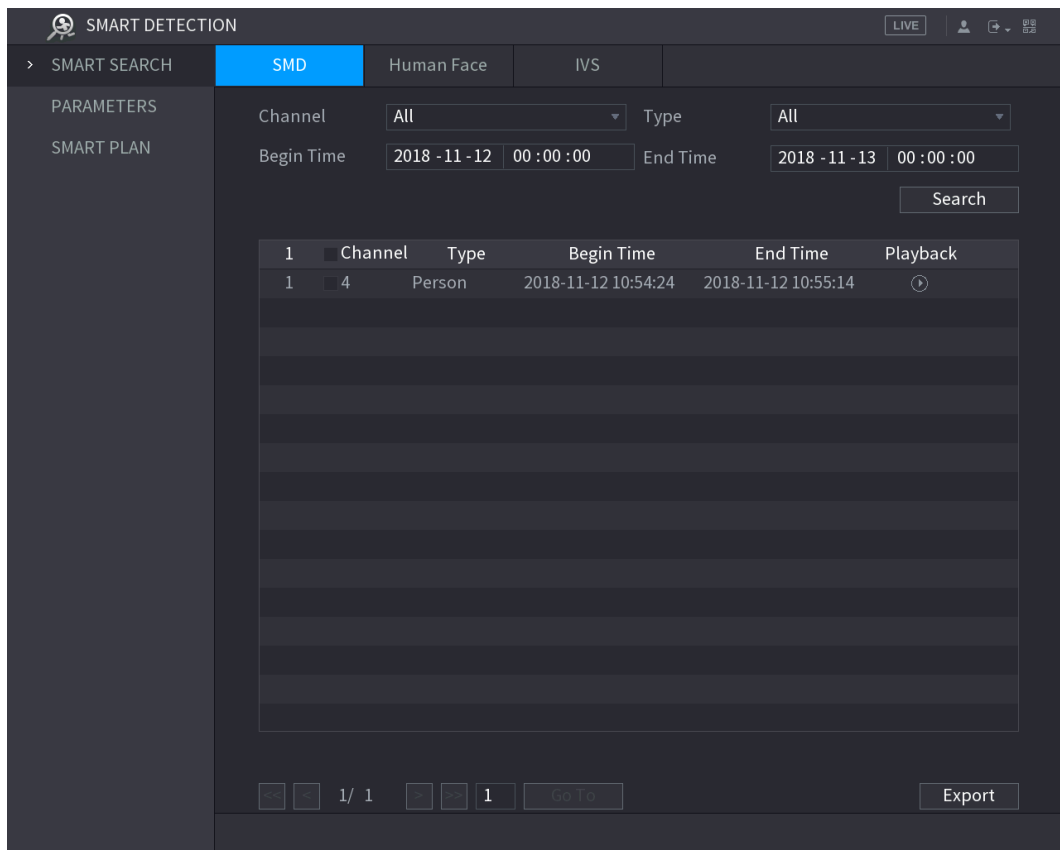 SMART DETECTION LIVE
> SMART SEARCH SMD Human Face IVS
PARAMETERS
SMART PLAN
Channel All Type All
Begin Time 2018 -11 -12 00 : 00 : 00 End Time 2018 -11 -13 00 : 00 : 00
Search
1 Channel Type Begin Time End Time Playback
1 4 Person 2018-11-12 10:54:24 2018-11-12 10:55:14
<< < 1/ 1 > >> 1 Go To Export